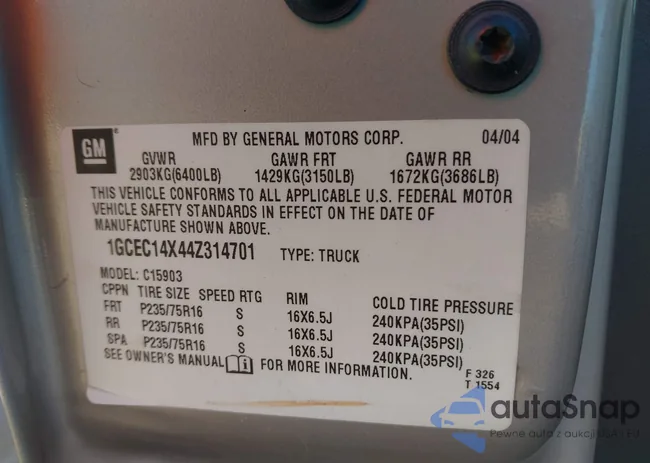 GM
MFD BY GENERAL MOTORS CORP. 04/04
GVWR GAWR FRT GAWR RR
2903KG(6400LB) 1429KG(3150LB) 1672KG(3686LB)
THIS VEHICLE CONFORMS TO ALL APPLICABLE U.S. FEDERAL MOTOR
VEHICLE SAFETY STANDARDS IN EFFECT ON THE DATE OF
MANUFACTURE SHOWN ABOVE.
1GCEC14X44Z314701 TYPE: TRUCK
MODEL: C15903
CPPN TIRE SIZE SPEED RTG RIM COLD TIRE PRESSURE
FRT P235/75R16 S 16X6.5J 240KPA(35PSI)
RR P235/75R16 S 16X6.5J 240KPA(35PSI)
SPA P235/75R16 S 16X6.5J 240KPA(35PSI)
SEE OWNER'S MANUAL FOR MORE INFORMATION.
F 326
T 1554
autaSnap
Pewne auto z aukcji